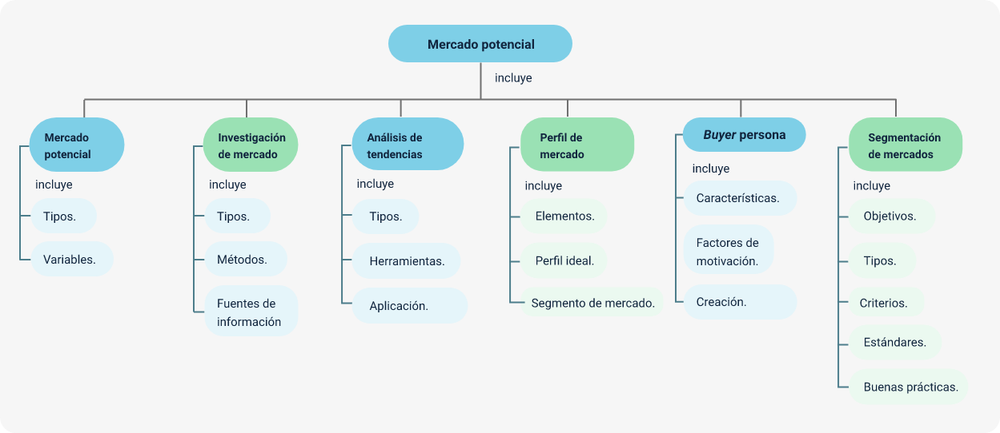 Mercado potencial
incluye
Mercado
potencial
incluye
Tipos.
Variables.
Investigación
de mercado
incluye
Tipos.
Métodos.
Fuentes de
información
Análisis de
tendencias
incluye
Tipos.
Herramientas.
Aplicación.
Perfil de
mercado
incluye
Elementos.
Perfil ideal.
Segmento de mercado.
Buyer persona
incluye
Características.
Factores de
motivación.
Creación.
Segmentación
de mercados
incluye
Objetivos.
Tipos.
Criterios.
Estándares.
Buenas prácticas.